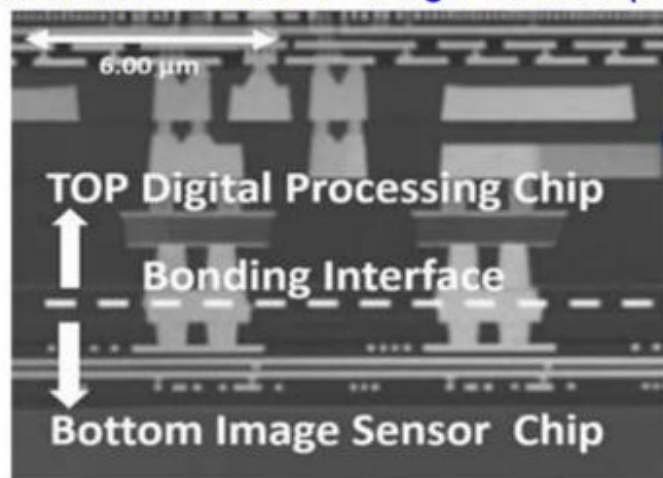 6.00 µm
TOP Digital Processing Chip
Bonding Interface
Bottom Image Sensor Chip